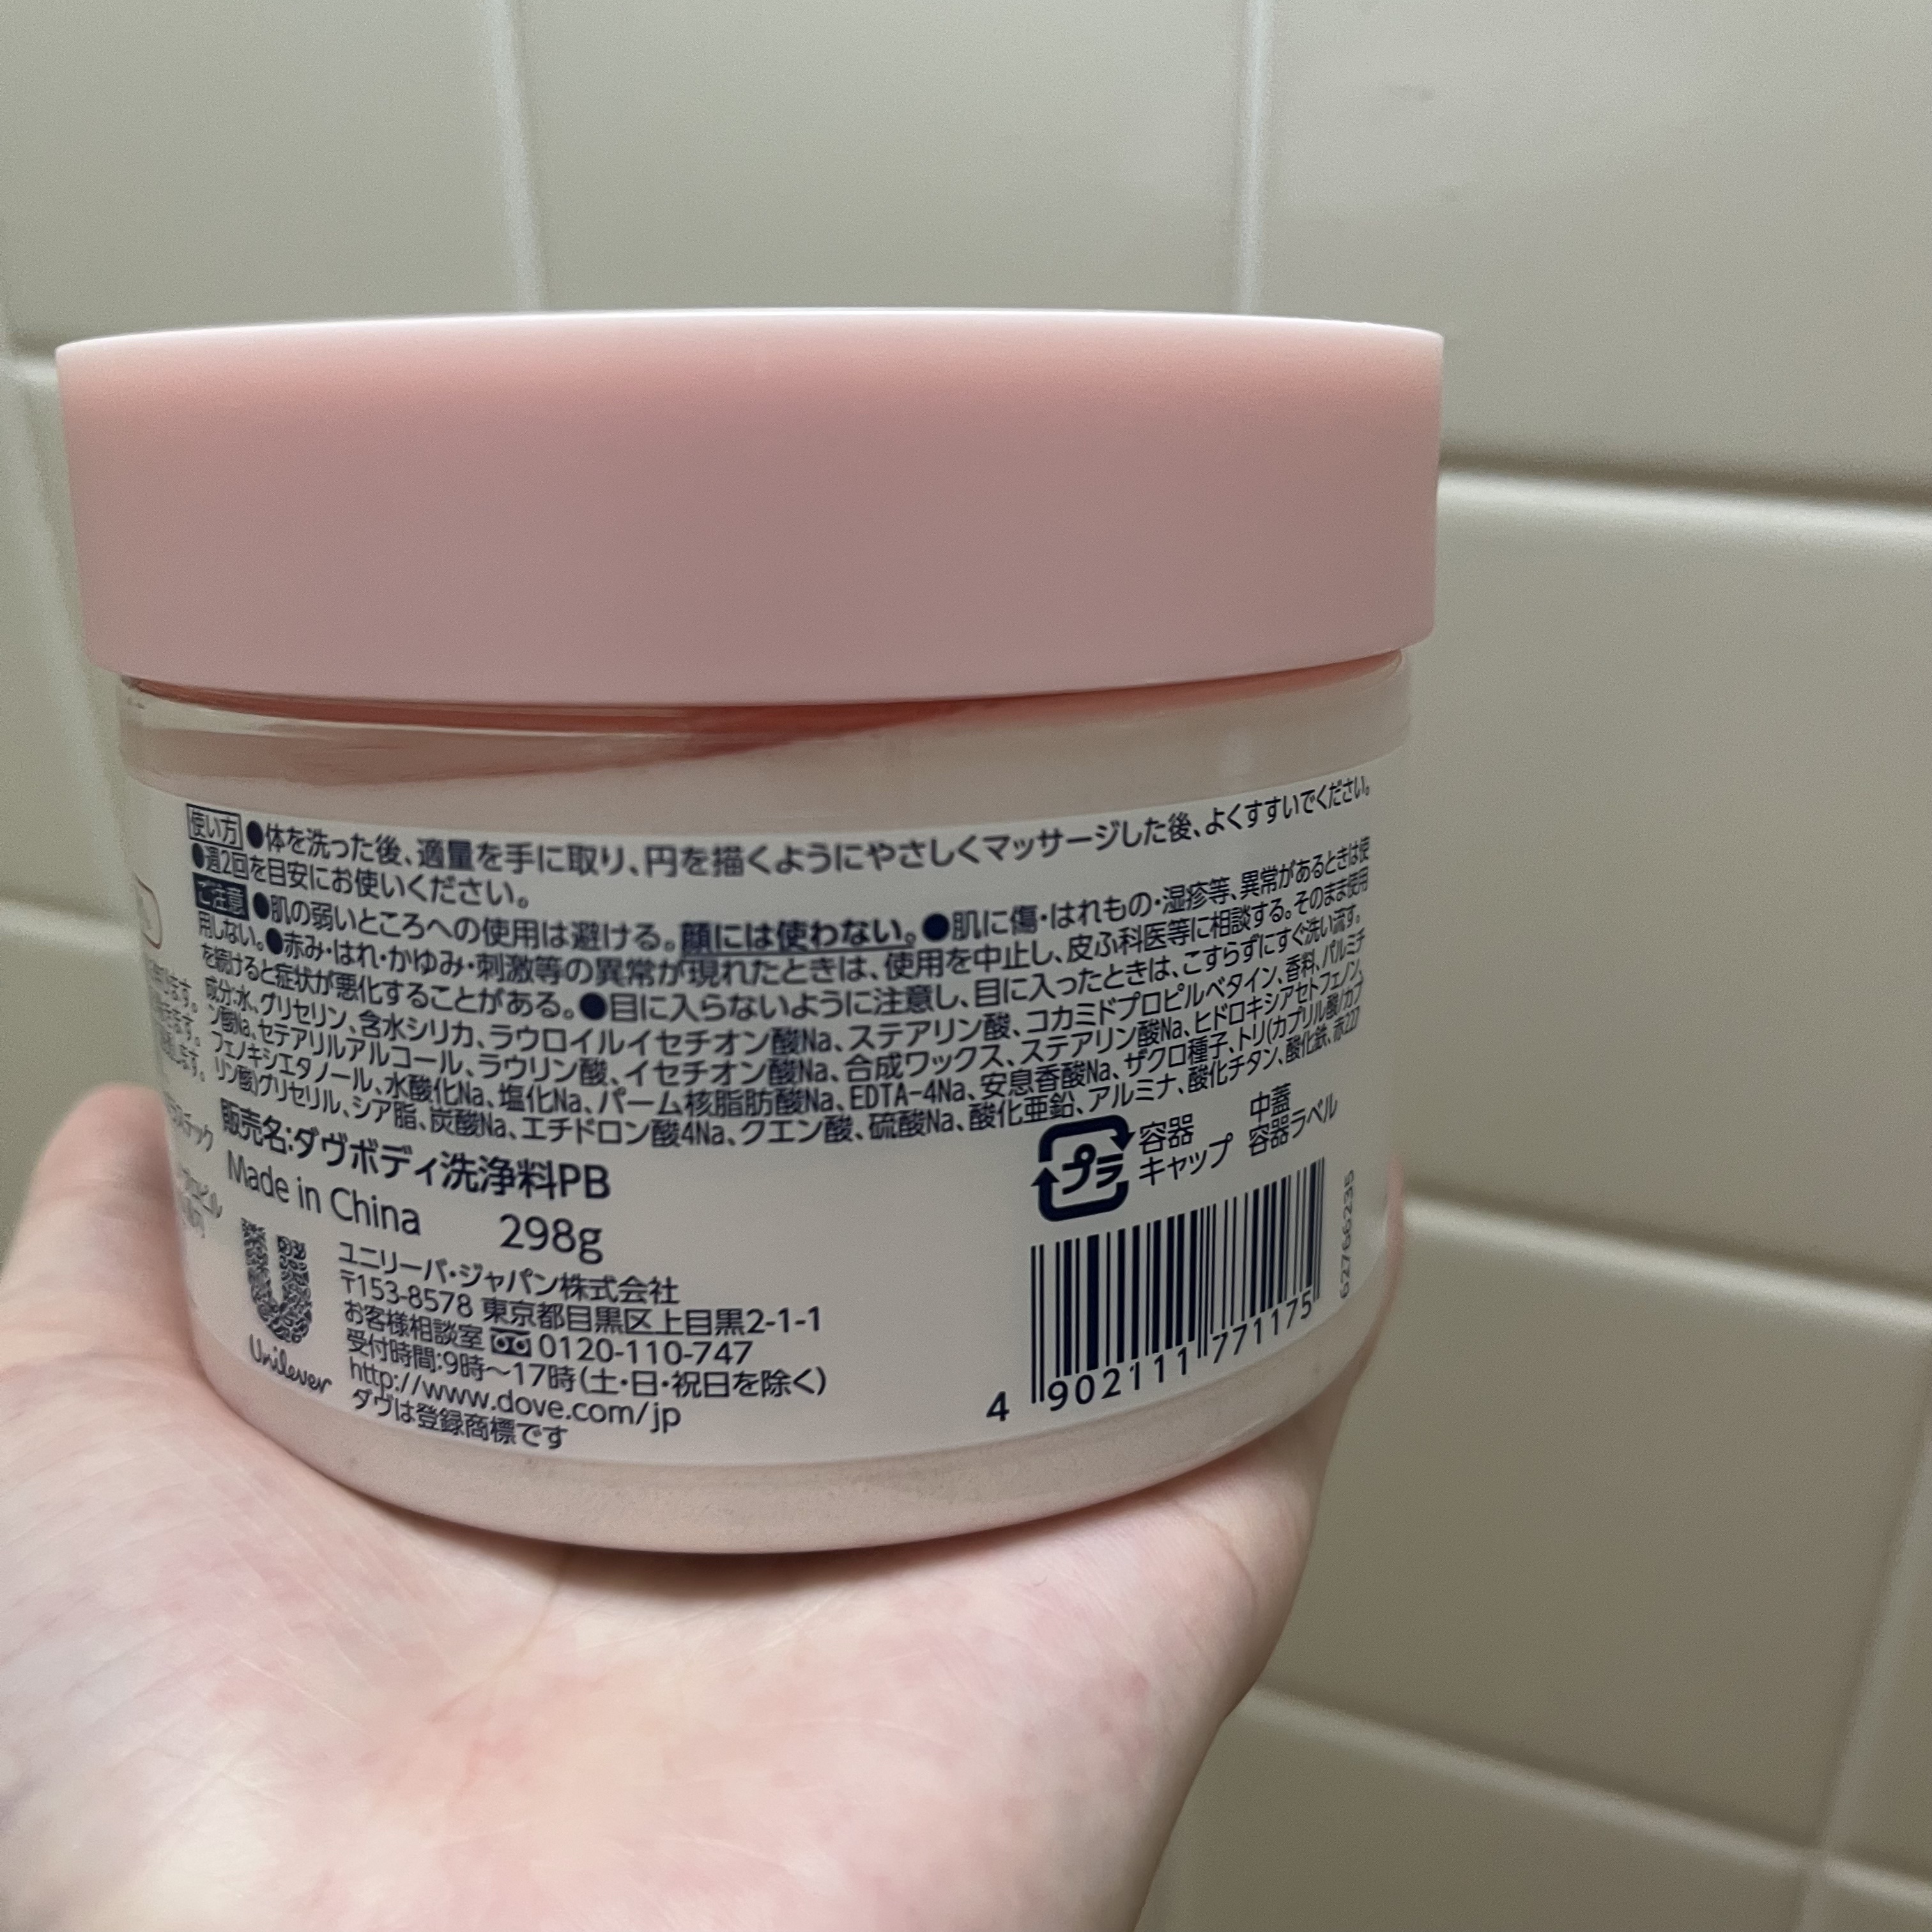 使い方 ●体を洗った後、適量を手に取り、円を描くようにやさしくマッサージした後、よくすすいでください。
●週2回を目安にお使いください。
ご注意 ●肌の弱いところへの使用は避ける。顔には使わない。●肌に傷・はれもの・湿疹等、異常があるときは使
用しない。●赤み・はれ・かゆみ・刺激等の異常が現れたときは、使用を中止し、皮ふ科医等に相談する。そのまま使用
を続けると症状が悪化することがある。●目に入らないように注意し、目に入ったときは、こすらずにすぐ洗い流す。
成分:水、グリセリン、含水シリカ、ラウロイルイセチオン酸Na、ステアリン酸、コカミドプロピルベタイン、香料、パルミチ
ン酸Na、セテアリルアルコール、ラウリン酸、イセチオン酸Na、合成ワックス、ステアリン酸Na、ヒドロキシアセトフェノン、
フェノキシエタノール、水酸化Na、塩化Na、パーム核脂肪酸Na、EDTA-4Na、安息香酸Na、ザクロ種子、トリ(カプリル酸/カプ
リン酸)グリセリル、シア脂、炭酸Na、エチドロン酸4Na、クエン酸、硫酸Na、酸化亜鉛、アルミナ、酸化チタン、酸化鉄、赤227
販売名:ダヴボディ洗浄料PB
Made in China 298g
プラ
容器 中蓋
キャップ 容器ラベル
Unilever
ユニリーバ・ジャパン株式会社
〒153-8578 東京都目黒区上目黒2-1-1
お客様相談室 0120-110-747
受付時間:9時～17時(土・日・祝日を除く)
http://www.dove.com/jp
ダヴは登録商標です
4 902111 771175
62766235